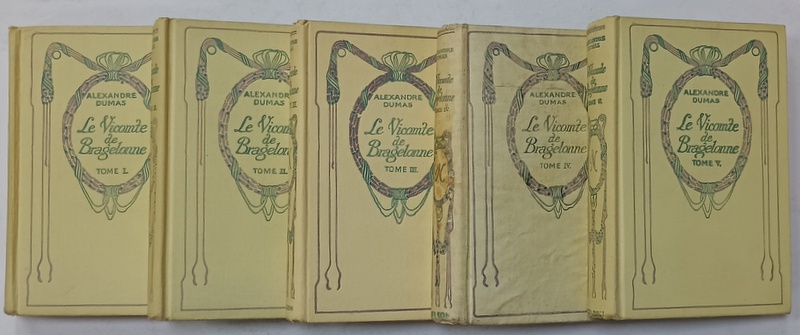 ALEXANDRE
DUMAS
Le Vicomte
de
Bragelonne
TOME I.
ALEXANDRE
DUMAS
Le Vicomte
de
Bragelonne
TOME II.
ALEXANDRE
DUMAS
Le Vicomte
de
Bragelonne
TOME III.
ALEXANDRE
DUMAS
Le Vicomte
de
Bragelonne
TOME IV.
ALEXANDRE
DUMAS
Le Vicomte
de
Bragelonne
TOME V.